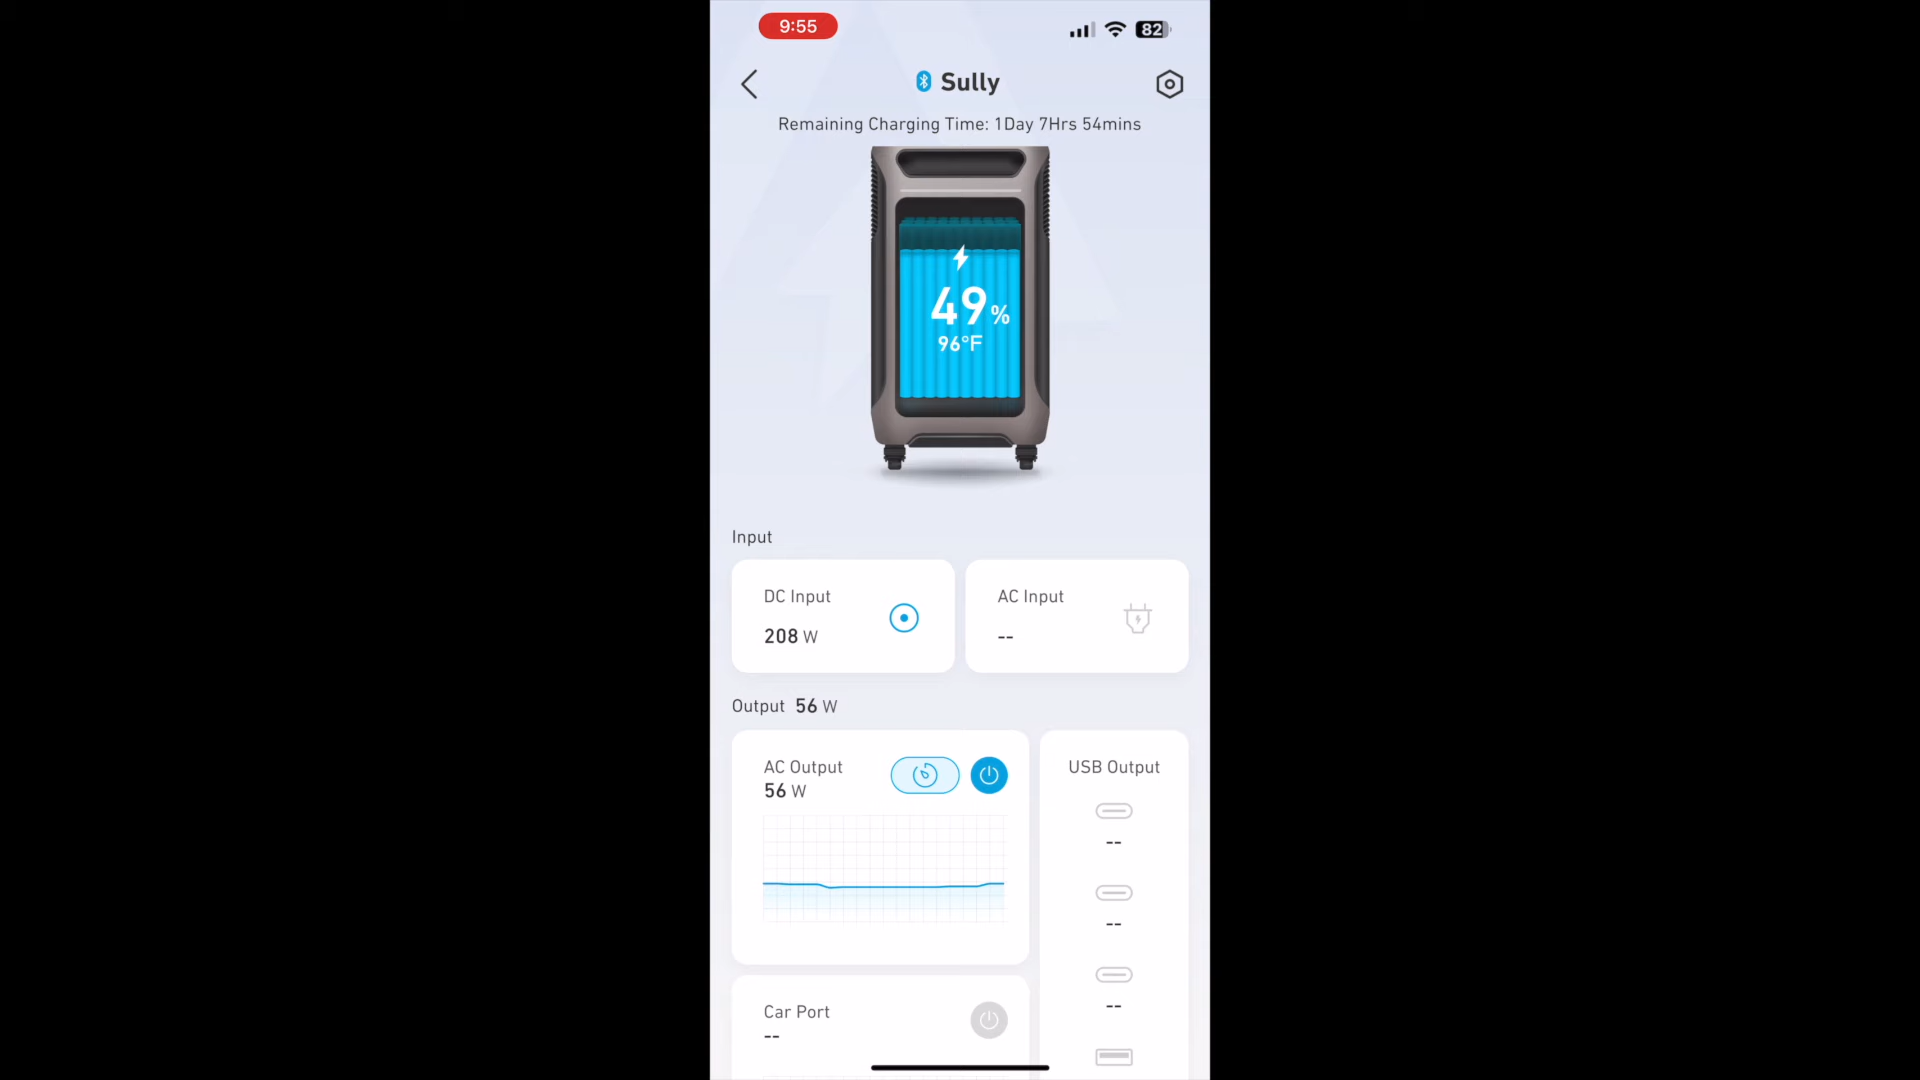 9:55
82
Sully
Remaining Charging Time: 1Day 7Hrs 54mins
49%
96°F
Input
DC Input
208 W
AC Input
--
Output 56 W
AC Output
56 W
USB Output
--
--
--
Car Port
--